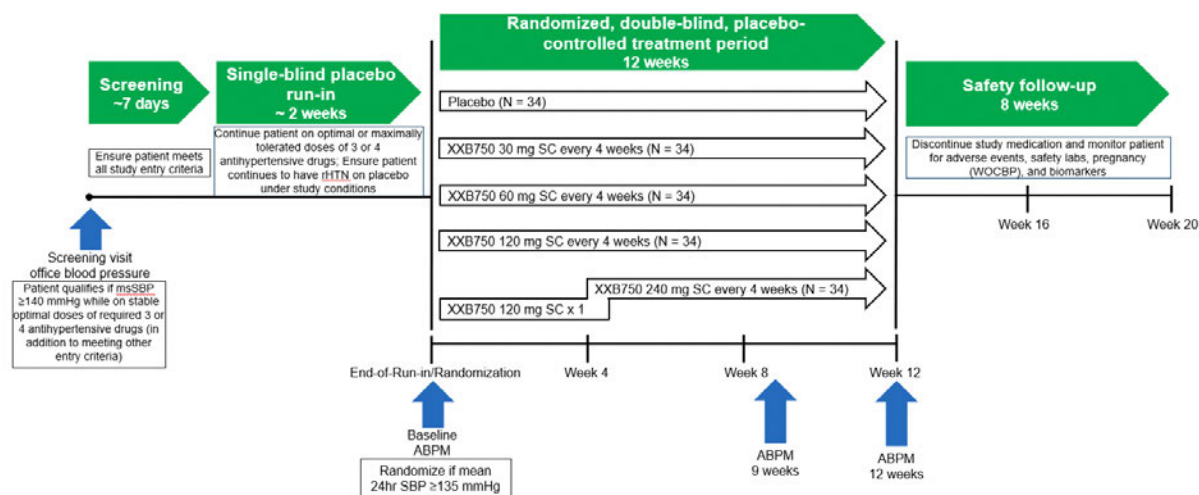 Screening
~7 days
Single-blind placebo
run-in
~ 2 weeks
Randomized, double-blind, placebo-
controlled treatment period
12 weeks
Safety follow-up
8 weeks
Ensure patient meets
all study entry criteria
Continue patient on optimal or maximally
tolerated doses of 3 or 4
antihypertensive drugs; Ensure patient
continues to have rHTN on placebo
under study conditions
Placebo (N = 34)
XXB750 30 mg SC every 4 weeks (N = 34)
XXB750 60 mg SC every 4 weeks (N = 34)
XXB750 120 mg SC every 4 weeks (N = 34)
XXB750 240 mg SC every 4 weeks (N = 34)
XXB750 120 mg SC x 1
Discontinue study medication and monitor patient
for adverse events, safety labs, pregnancy
(WOCBP), and biomarkers
Week 16
Week 20
Screening visit
office blood pressure
Patient qualifies if msSBP
≥140 mmHg while on stable
optimal doses of required 3 or
4 antihypertensive drugs (in
addition to meeting other
entry criteria)
End-of-Run-in/Randomization
Week 4
Week 8
Week 12
Baseline
ABPM
Randomize if mean
24hr SBP ≥135 mmHg
ABPM
9 weeks
ABPM
12 weeks